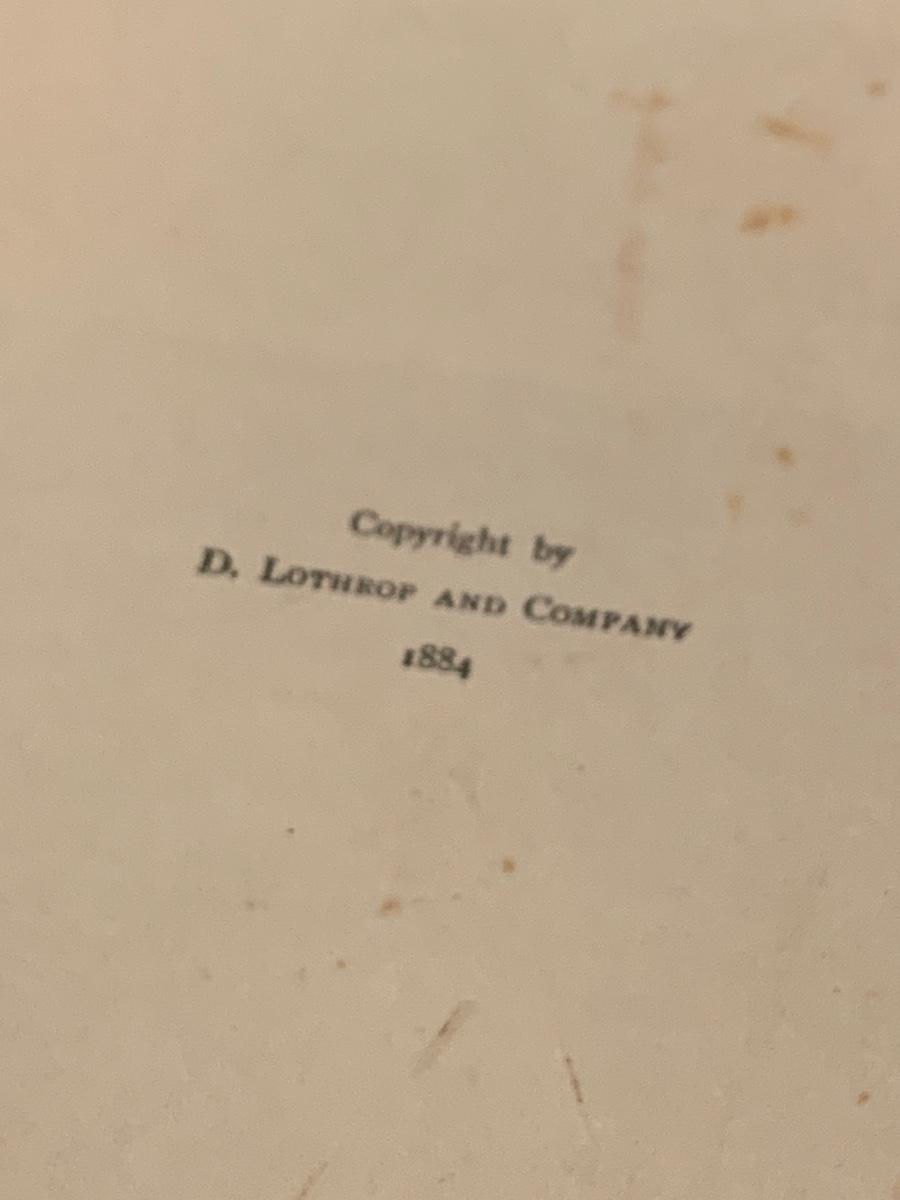 Copyright by
D. LOTHROP AND COMPANY
1884